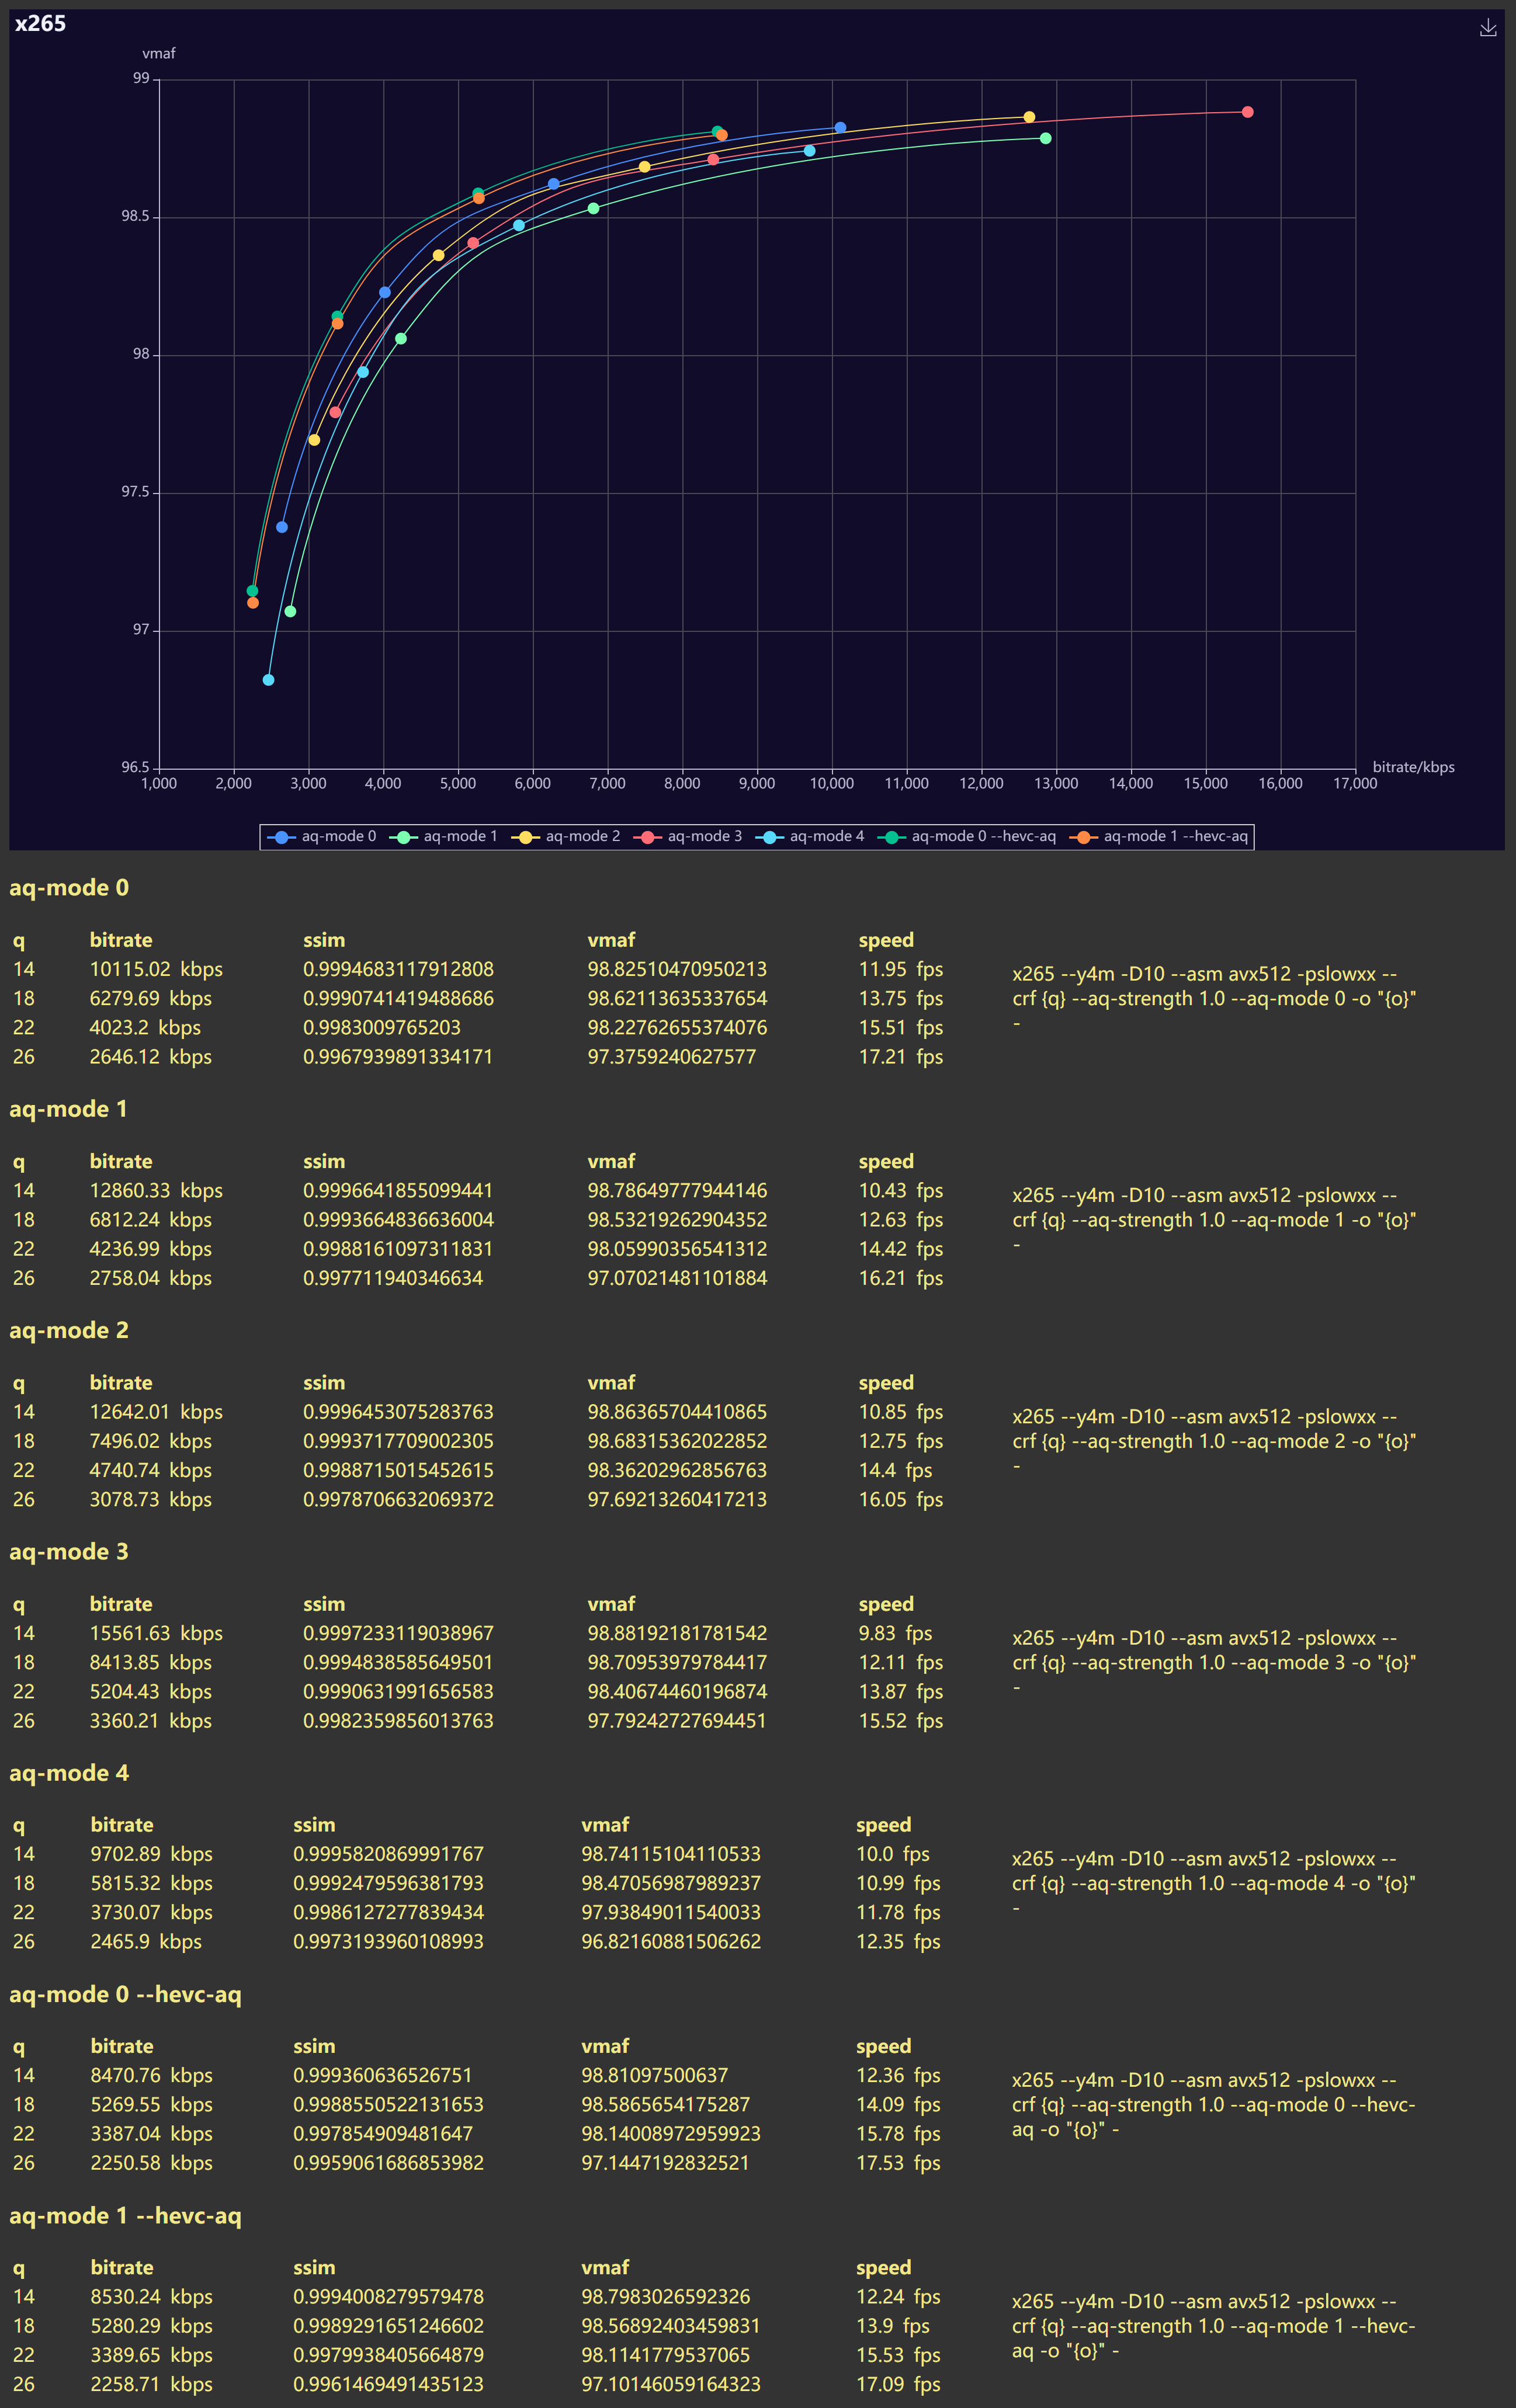 x265
vmaf
99
98.5
98
97.5
97
96.5
1,000 2,000 3,000 4,000 5,000 6,000 7,000 8,000 9,000 10,000 11,000 12,000 13,000 14,000 15,000 16,000 17,000
bitrate/kbps
aq-mode 0 aq-mode 1 aq-mode 2 aq-mode 3 aq-mode 4 aq-mode 0 --hevc-aq aq-mode 1 --hevc-aq
aq-mode 0
q bitrate ssim vmaf speed
14 10115.02 kbps 0.9994683117912808 98.82510470950213 11.95 fps
18 6279.69 kbps 0.9990741419488686 98.62113635337654 13.75 fps
22 4023.2 kbps 0.9983009765203 98.22762655374076 15.51 fps
26 2646.12 kbps 0.9967939891334171 97.3759240627577 17.21 fps
x265 --y4m -D10 --asm avx512 -pslowxx --
crf {q} --aq-strength 1.0 --aq-mode 0 -o "{o}"
-
aq-mode 1
q bitrate ssim vmaf speed
14 12860.33 kbps 0.9996641855099441 98.78649777944146 10.43 fps
18 6812.24 kbps 0.9993664836636004 98.53219262904352 12.63 fps
22 4236.99 kbps 0.9988161097311831 98.05990356541312 14.42 fps
26 2758.04 kbps 0.997711940346634 97.07021481101884 16.21 fps
x265 --y4m -D10 --asm avx512 -pslowxx --
crf {q} --aq-strength 1.0 --aq-mode 1 -o "{o}"
-
aq-mode 2
q bitrate ssim vmaf speed
14 12642.01 kbps 0.9996453075283763 98.86365704410865 10.85 fps
18 7496.02 kbps 0.9993717709002305 98.68315362022852 12.75 fps
22 4740.74 kbps 0.9988715015452615 98.36202962856763 14.4 fps
26 3078.73 kbps 0.9978706632069372 97.69213260417213 16.05 fps
x265 --y4m -D10 --asm avx512 -pslowxx --
crf {q} --aq-strength 1.0 --aq-mode 2 -o "{o}"
-
aq-mode 3
q bitrate ssim vmaf speed
14 15561.63 kbps 0.9997233119038967 98.88192181781542 9.83 fps
18 8413.85 kbps 0.9994838585649501 98.70953979784417 12.11 fps
22 5204.43 kbps 0.9990631991656583 98.40674460196874 13.87 fps
26 3360.21 kbps 0.9982359856013763 97.79242727694451 15.52 fps
x265 --y4m -D10 --asm avx512 -pslowxx --
crf {q} --aq-strength 1.0 --aq-mode 3 -o "{o}"
-
aq-mode 4
q bitrate ssim vmaf speed
14 9702.89 kbps 0.9995820869991767 98.74115104110533 10.0 fps
18 5815.32 kbps 0.9992479596381793 98.47056987989237 10.99 fps
22 3730.07 kbps 0.9986127277839434 97.93849011540033 11.78 fps
26 2465.9 kbps 0.9973193960108993 96.82160881506262 12.35 fps
x265 --y4m -D10 --asm avx512 -pslowxx --
crf {q} --aq-strength 1.0 --aq-mode 4 -o "{o}"
-
aq-mode 0 --hevc-aq
q bitrate ssim vmaf speed
14 8470.76 kbps 0.999360636526751 98.81097500637 12.36 fps
18 5269.55 kbps 0.9988550522131653 98.5865654175287 14.09 fps
22 3387.04 kbps 0.997854909481647 98.14008972959923 15.78 fps
26 2250.58 kbps 0.9959061686853982 97.1447192832521 17.53 fps
x265 --y4m -D10 --asm avx512 -pslowxx --
crf {q} --aq-strength 1.0 --aq-mode 0 --hevc-
aq -o "{o}" -
aq-mode 1 --hevc-aq
q bitrate ssim vmaf speed
14 8530.24 kbps 0.9994008279579478 98.7983026592326 12.24 fps
18 5280.29 kbps 0.9989291651246602 98.56892403459831 13.9 fps
22 3389.65 kbps 0.9979938405664879 98.1141779537065 15.53 fps
26 2258.71 kbps 0.9961469491435123 97.10146059164323 17.09 fps
x265 --y4m -D10 --asm avx512 -pslowxx --
crf {q} --aq-strength 1.0 --aq-mode 1 --hevc-
aq -o "{o}" -